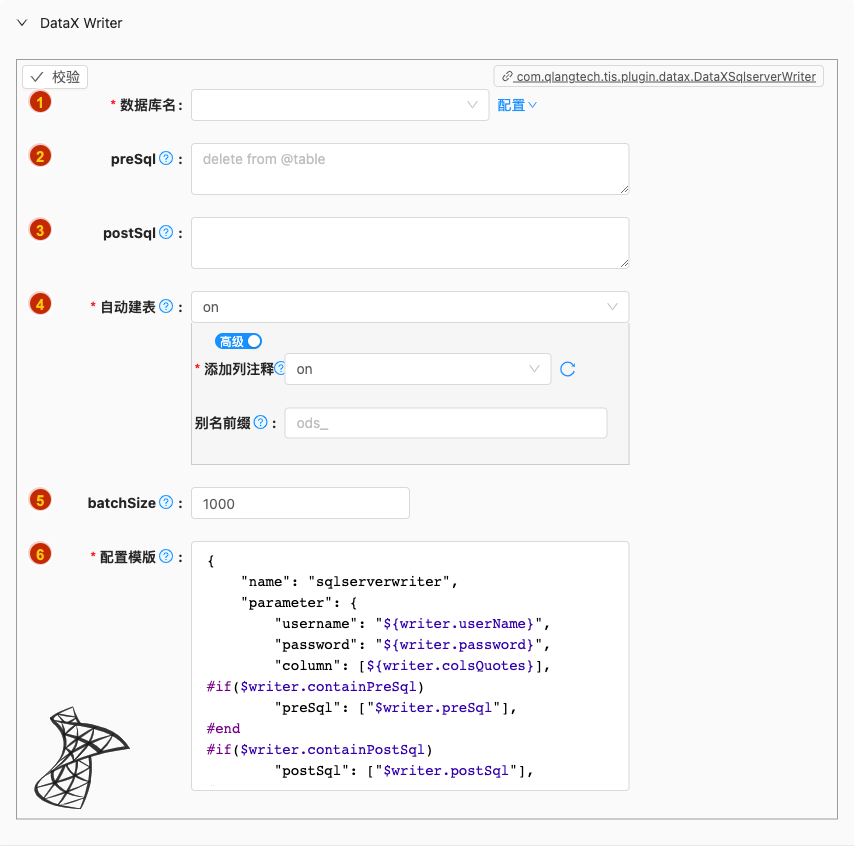 DataX Writer
校验
com.qlangtech.tis.plugin.datax.DataXSqlserverWriter
1 * 数据库名: 配置
2 preSql ? : delete from @table
3 postSql ? :
4 * 自动建表 ? : on
高级
* 添加列注释 ? on
别名前缀 ? : ods_
5 batchSize ? : 1000
6 * 配置模版 ? : {
"name": "sqlserverwriter",
"parameter": {
"username": "${writer.userName}",
"password": "${writer.password}",
"column": [${writer.colsQuotes}],
#if($writer.containPreSql)
"preSql": ["$writer.preSql"],
#end
#if($writer.containPostSql)
"postSql": ["$writer.postSql"],